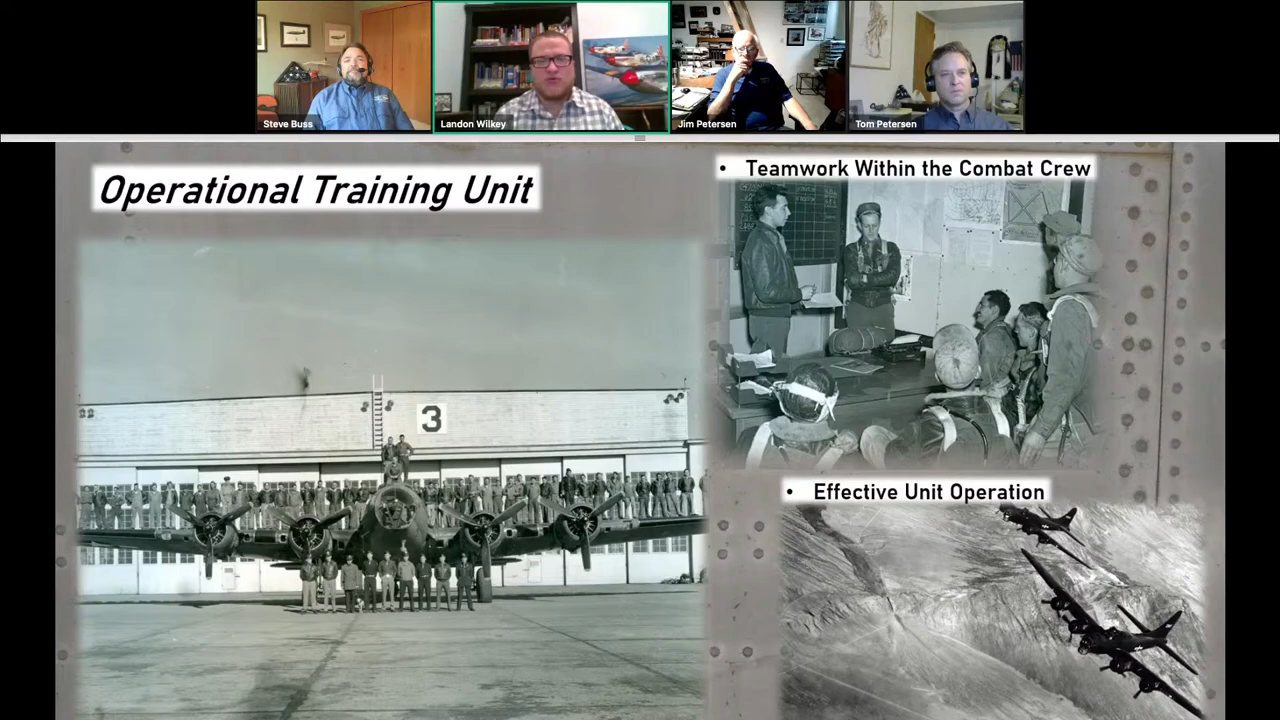 Steve Buss
Landon Wilkey
Jim Petersen
Tom Petersen
Operational Training Unit
• Teamwork Within the Combat Crew
3
• Effective Unit Operation